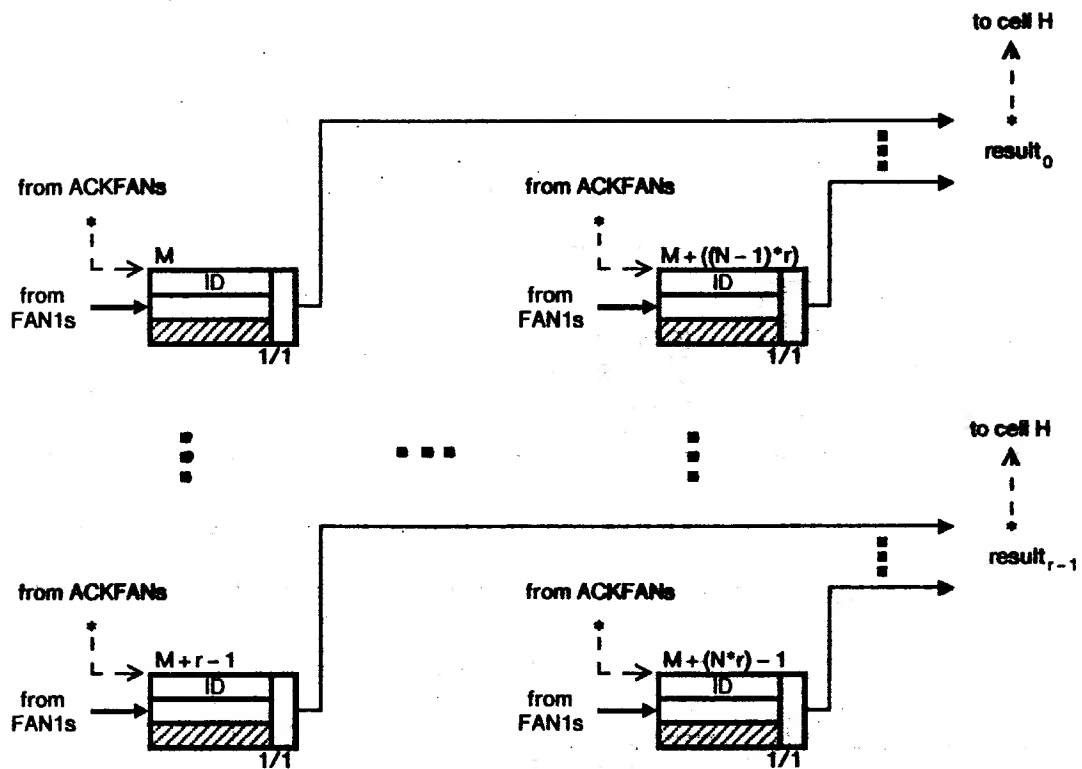 to cell H
*
result0
from ACKFANs
*
M
ID
from
FAN1s
1/1
from ACKFANs
*
M + ((N – 1)*r)
ID
from
FAN1s
1/1
to cell H
*
result r – 1
from ACKFANs
*
M + r – 1
ID
from
FAN1s
1/1
from ACKFANs
*
M + (N*r) – 1
ID
from
FAN1s
1/1